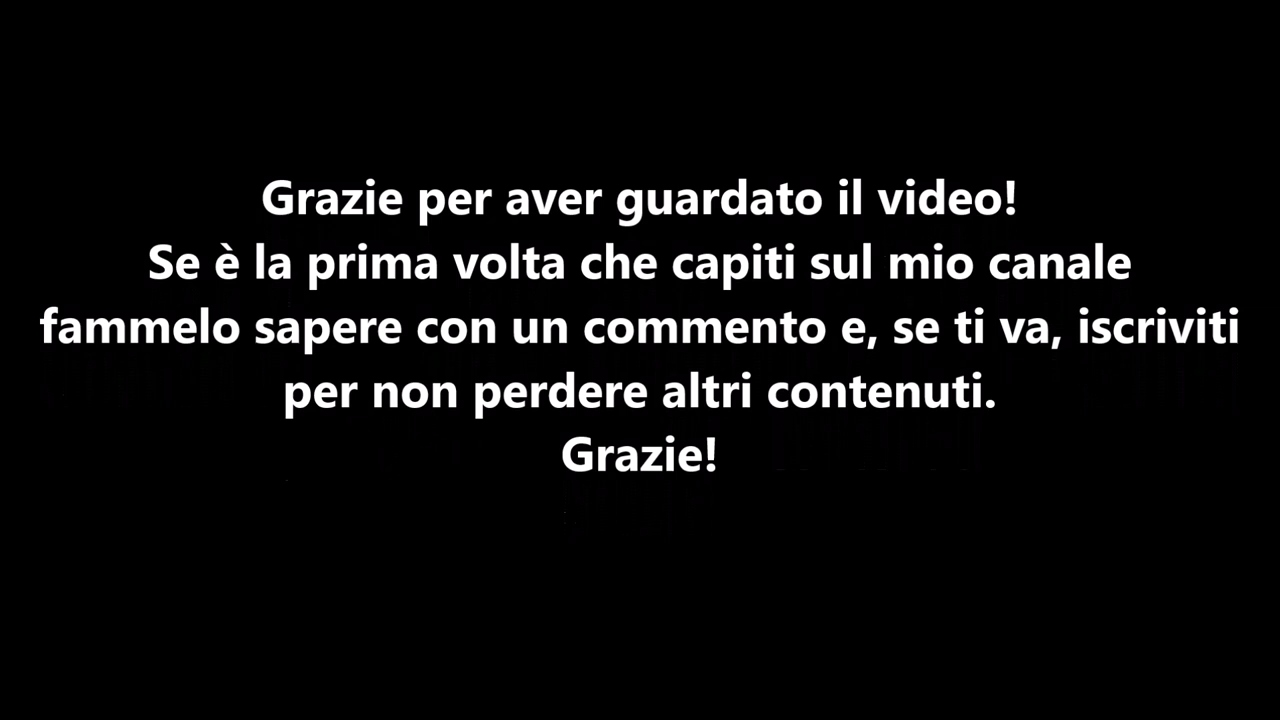 Grazie per aver guardato il video!
Se è la prima volta che capiti sul mio canale
fammelo sapere con un commento e, se ti va, iscriviti
per non perdere altri contenuti.
Grazie!